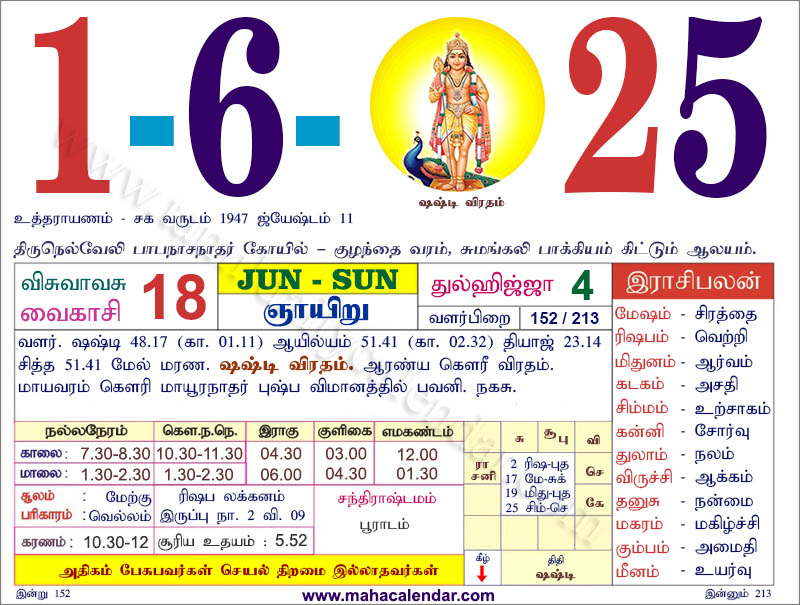 1-6- 25
ஷஷ்டி விரதம்
உத்தராயணம் - சக வருடம் 1947 ஜ்யேஷ்டம் 11
திருநெல்வேலி பாபநாசநாதர் கோயில் – குழந்தை வரம், சுமங்கலி பாக்கியம் கிட்டும் ஆலயம்.
விசுவாவசு
வைகாசி 18
JUN - SUN
ஞாயிறு
துல்ஹிஜ்ஜா 4
வளர்பிறை 152 / 213
வளர். ஷஷ்டி 48.17 (கா. 01.11) ஆயில்யம் 51.41 (கா. 02.32) தியாஜ் 23.14
சித்த 51.41 மேல் மரண. ஷஷ்டி விரதம். ஆரண்ய கௌரீ விரதம்.
மாயவரம் கௌரி மாயூரநாதர் புஷ்ப விமானத்தில் பவனி. நகசு.
இராசிபலன்
மேஷம் - சிரத்தை
ரிஷபம் - வெற்றி
மிதுனம் - ஆர்வம்
கடகம் - அசதி
சிம்மம் - உற்சாகம்
கன்னி - சோர்வு
துலாம் - நலம்
விருச்சி - ஆக்கம்
தனுசு - நன்மை
மகரம் - மகிழ்ச்சி
கும்பம் - அமைதி
மீனம் - உயர்வு
நல்லநேரம் கௌ.ந.நெ. இராகு குளிகை எமகண்டம்
காலை: 7.30-8.30 10.30-11.30 04.30 03.00 12.00
மாலை: 1.30-2.30 1.30-2.30 06.00 04.30 01.30
சூலம் : மேற்கு
பரிகாரம் : வெல்லம்
ரிஷப லக்கனம்
இருப்பு நா. 2 வி. 09
சந்திராஷ்டமம்
பூராடம்
கரணம் : 10.30-12 சூரிய உதயம் : 5.52
சு சூ பு வி
ரா சனி
2 ரிஷ-புத
17 மே-சுக்
19 மிது-புத
25 சிம்-செ
செ
கே
கீழ்
திதி
ஷஷ்டி
அதிகம் பேசுபவர்கள் செயல் திறமை இல்லாதவர்கள்
இன்று 152
www.mahacalendar.com
இன்னும் 213